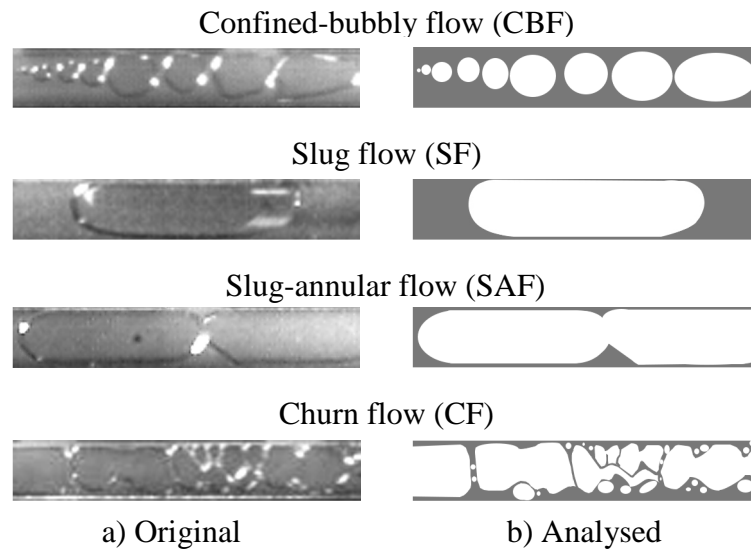 Confined-bubbly flow (CBF)
Slug flow (SF)
Slug-annular flow (SAF)
Churn flow (CF)
a) Original
b) Analysed